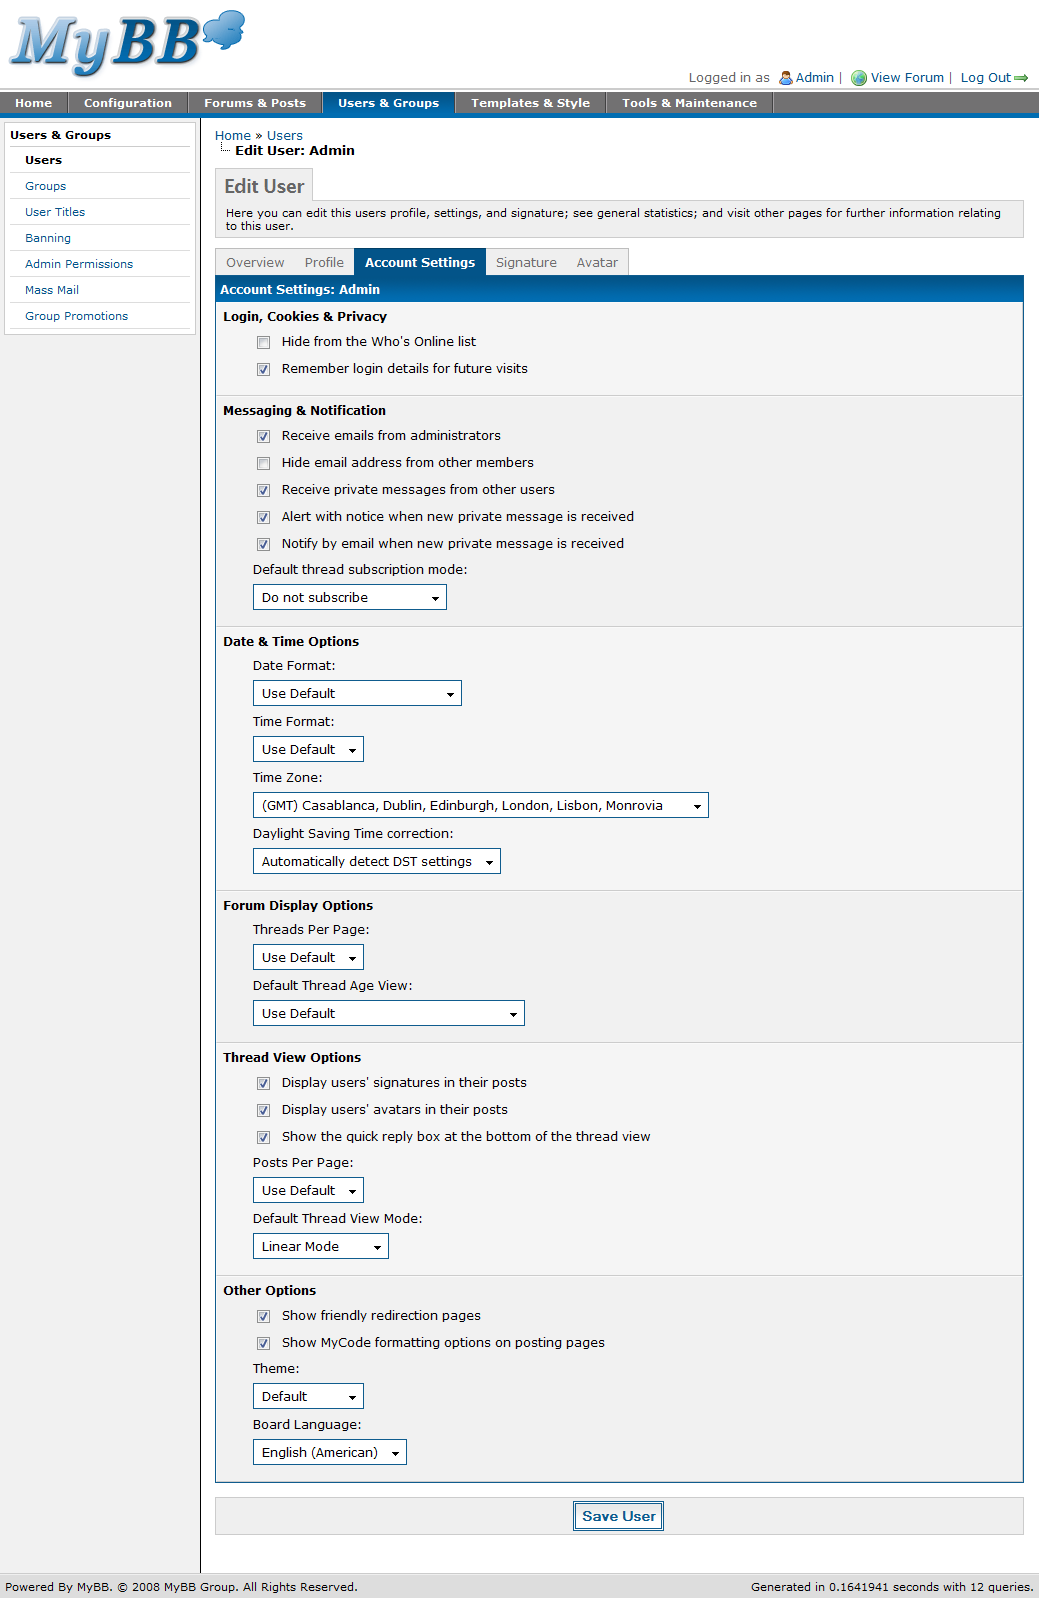 MyBB
Logged in as Admin | View Forum | Log Out
Home Configuration Forums & Posts Users & Groups Templates & Style Tools & Maintenance
Users & Groups
Users
Groups
User Titles
Banning
Admin Permissions
Mass Mail
Group Promotions
Home » Users
Edit User: Admin
Edit User
Here you can edit this users profile, settings, and signature; see general statistics; and visit other pages for further information relating
to this user.
Overview Profile Account Settings Signature Avatar
Account Settings: Admin
Login, Cookies & Privacy
Hide from the Who's Online list
Remember login details for future visits
Messaging & Notification
Receive emails from administrators
Hide email address from other members
Receive private messages from other users
Alert with notice when new private message is received
Notify by email when new private message is received
Default thread subscription mode:
Do not subscribe
Date & Time Options
Date Format:
Use Default
Time Format:
Use Default
Time Zone:
(GMT) Casablanca, Dublin, Edinburgh, London, Lisbon, Monrovia
Daylight Saving Time correction:
Automatically detect DST settings
Forum Display Options
Threads Per Page:
Use Default
Default Thread Age View:
Use Default
Thread View Options
Display users' signatures in their posts
Display users' avatars in their posts
Show the quick reply box at the bottom of the thread view
Posts Per Page:
Use Default
Default Thread View Mode:
Linear Mode
Other Options
Show friendly redirection pages
Show MyCode formatting options on posting pages
Theme:
Default
Board Language:
English (American)
Save User
Powered By MyBB. © 2008 MyBB Group. All Rights Reserved.
Generated in 0.1641941 seconds with 12 queries.